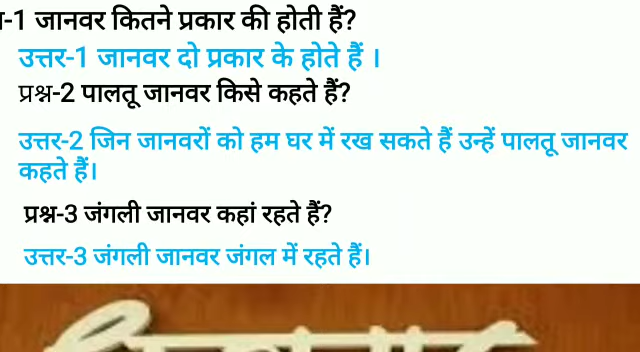 -1 जानवर कितने प्रकार की होती हैं?
उत्तर-1 जानवर दो प्रकार के होते हैं ।
प्रश्न-2 पालतू जानवर किसे कहते हैं?
उत्तर-2 जिन जानवरों को हम घर में रख सकते हैं उन्हें पालतू जानवर
कहते हैं।
प्रश्न-3 जंगली जानवर कहां रहते हैं?
उत्तर-3 जंगली जानवर जंगल में रहते हैं।